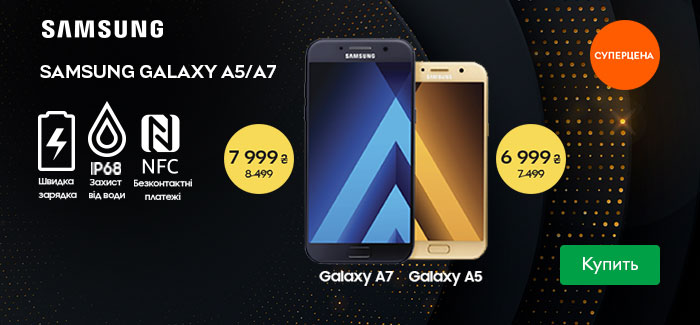 SAMSUNG
SAMSUNG GALAXY A5/A7
СУПЕРЦЕНА
SAMSUNG
SAMSUNG
IP68
NFC
Швидка
зарядка
Захист
від води
Безконтактні
платежі
7 999 ₴
8 499
6 999 ₴
7 499
Galaxy A7
Galaxy A5
Купить